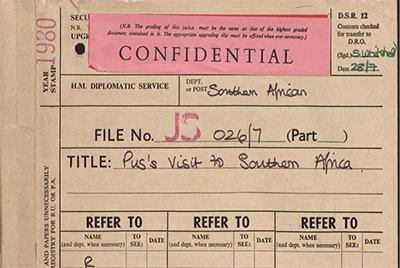 SECU
N.B.
UPGR
(N.B. The grading of this jacket must be the same as that of the highest graded
document contained in it. The appropriate upgrading slip must be affixed when ever necessary.)
CONFIDENTIAL
D.S.R. 12
Contents checked
for transfer to
D.R.O.
(Sgd.)
Date 28/7
YEAR STAMP 1980
H.M. DIPLOMATIC SERVICE
DEPT. or POST Southern African
FILE No. JS 026/7 (Part )
TITLE: Pus's Visit to Southern Africa
AND PAPERS UNNECESSARILY
REGISTRY FOR B.U. OR P.A.
REFER TO REFER TO REFER TO
NAME (and dept. when necessary) TO SEE: DATE NAME (and dept. when necessary) TO SEE: DATE NAME (and dept. when necessary) TO SEE: DATE